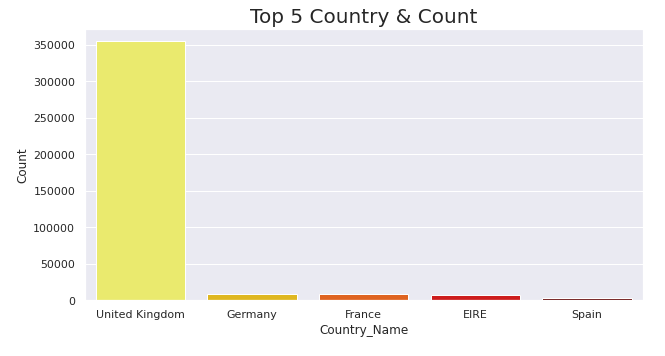 Top 5 Country & Count
350000
300000
250000
200000
150000
100000
50000
0
Count
United Kingdom Germany France EIRE Spain
Country_Name